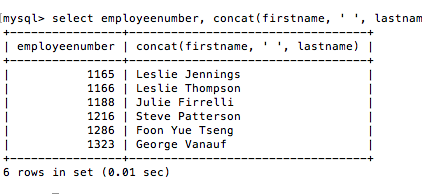 [mysql> select employeenumber, concat(firstname, ' ', lastnam
+----------------+----------------------------------+
| employeenumber | concat(firstname, ' ', lastname) |
+----------------+----------------------------------+
| 1165 | Leslie Jennings |
| 1166 | Leslie Thompson |
| 1188 | Julie Firrelli |
| 1216 | Steve Patterson |
| 1286 | Foon Yue Tseng |
| 1323 | George Vanauf |
+----------------+----------------------------------+
6 rows in set (0.01 sec)